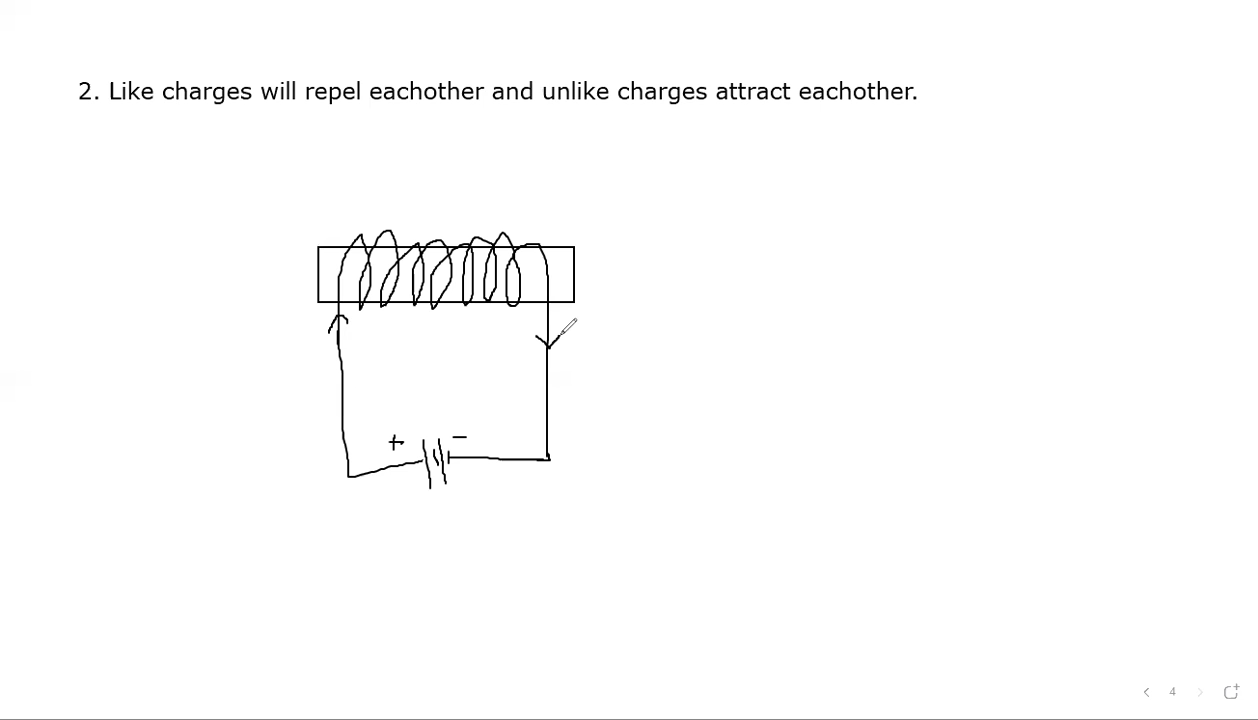 2. Like charges will repel eachother and unlike charges attract eachother.
+ −
4